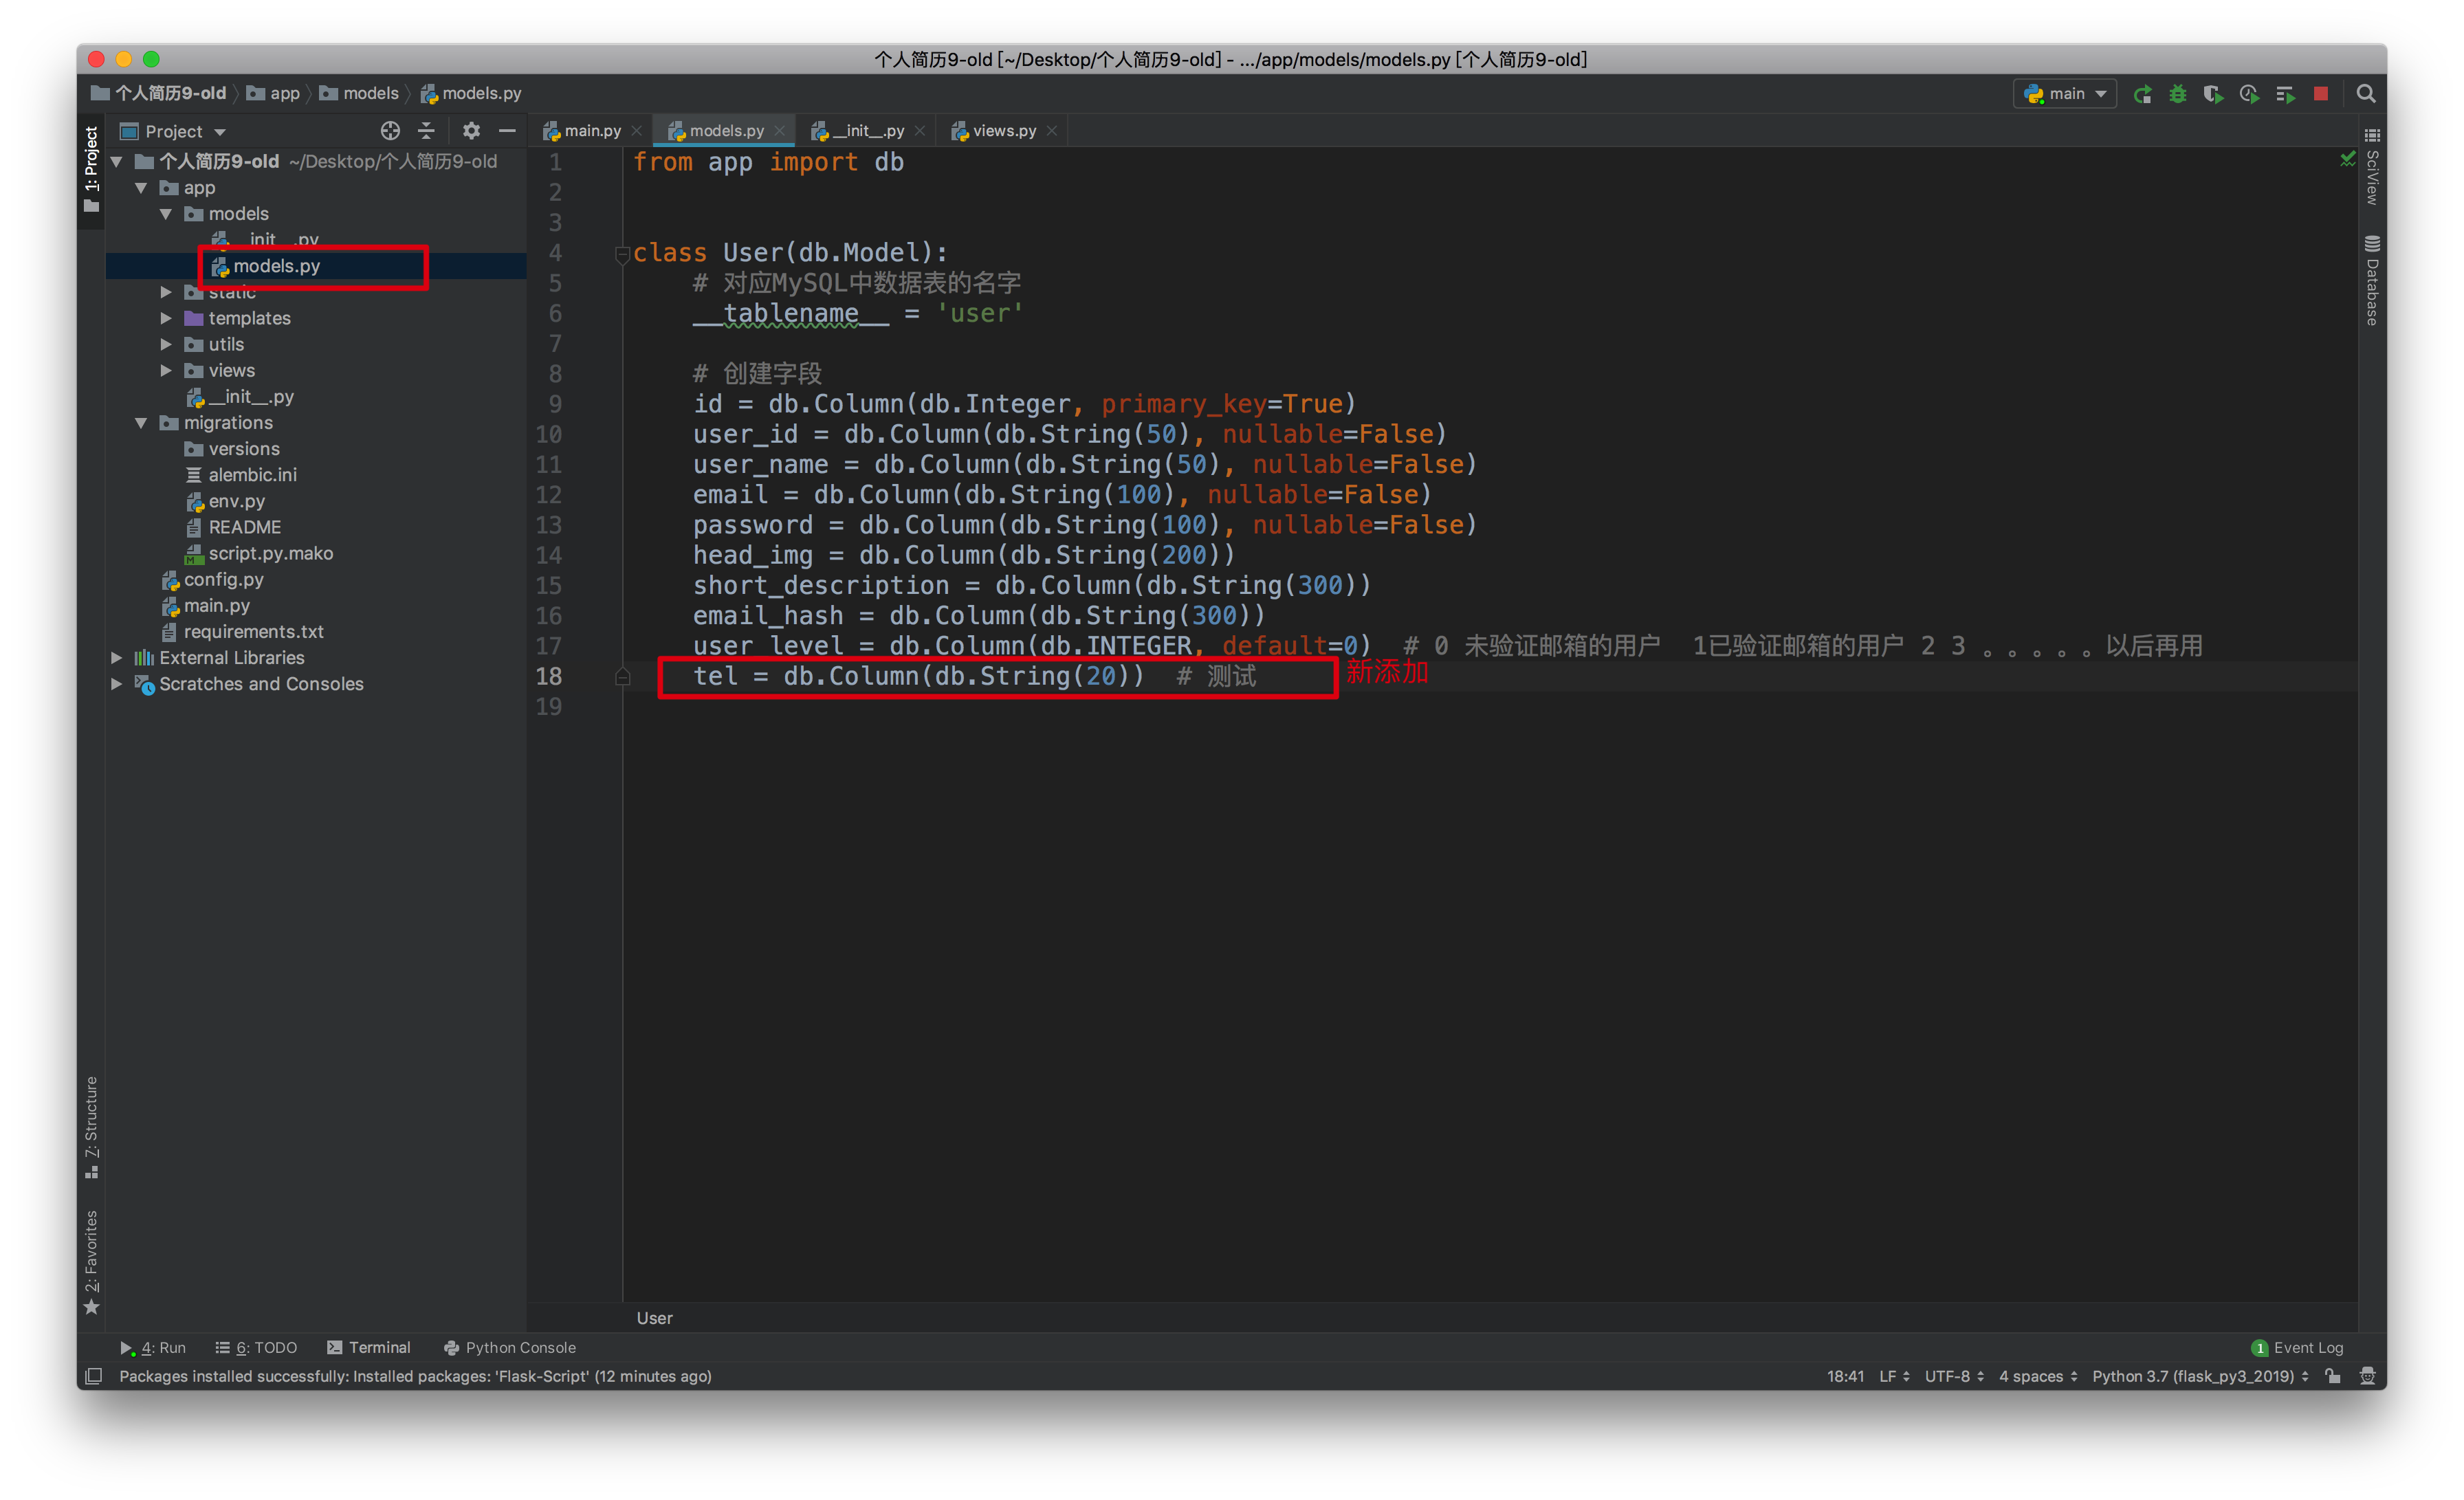 个人简历9-old [~/Desktop/个人简历9-old] - .../app/models/models.py [个人简历9-old]
个人简历9-old app models models.py main
1: Project
Project
main.py models.py __init__.py views.py
个人简历9-old ~/Desktop/个人简历9-old
app
models
__init__.py
models.py
static
templates
utils
views
__init__.py
migrations
versions
alembic.ini
env.py
README
script.py.mako
config.py
main.py
requirements.txt
External Libraries
Scratches and Consoles
1 from app import db
2
3
4 class User(db.Model):
5 # 对应MySQL中数据表的名字
6 __tablename__ = 'user'
7
8 # 创建字段
9 id = db.Column(db.Integer, primary_key=True)
10 user_id = db.Column(db.String(50), nullable=False)
11 user_name = db.Column(db.String(50), nullable=False)
12 email = db.Column(db.String(100), nullable=False)
13 password = db.Column(db.String(100), nullable=False)
14 head_img = db.Column(db.String(200))
15 short_description = db.Column(db.String(300))
16 email_hash = db.Column(db.String(300))
17 user_level = db.Column(db.INTEGER, default=0) # 0 未验证邮箱的用户 1已验证邮箱的用户 2 3 。。。。。以后再用
18 tel = db.Column(db.String(20)) # 测试 新添加
19
SciView
Database
7: Structure
2: Favorites
User
4: Run 6: TODO Terminal Python Console 1 Event Log
Packages installed successfully: Installed packages: 'Flask-Script' (12 minutes ago) 18:41 LF UTF-8 4 spaces Python 3.7 (flask_py3_2019)